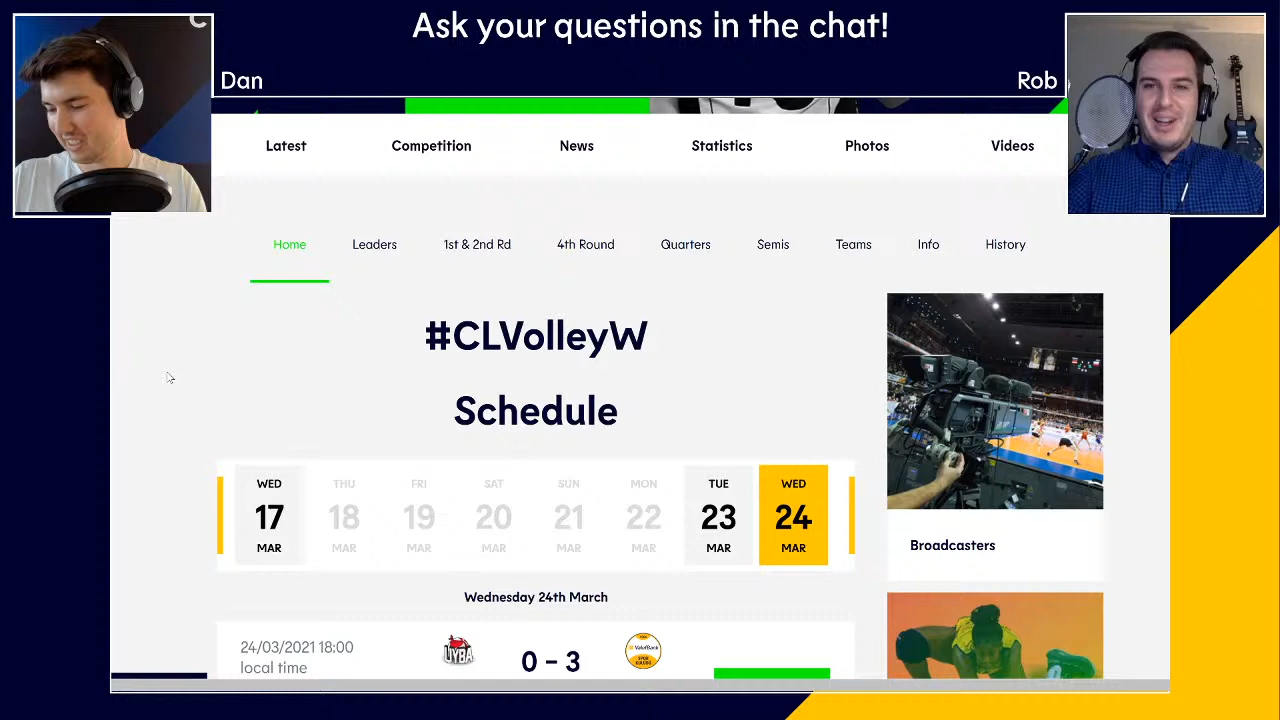 Ask your questions in the chat!
Dan
Rob
Latest Competition News Statistics Photos Videos
Home Leaders 1st & 2nd Rd 4th Round Quarters Semis Teams Info History
#CLVolleyW
Schedule
WED THU FRI SAT SUN MON TUE WED
17 18 19 20 21 22 23 24
MAR MAR MAR MAR MAR MAR MAR MAR
Broadcasters
Wednesday 24th March
24/03/2021 18:00
local time
UYBA
0 – 3
VakıfBank